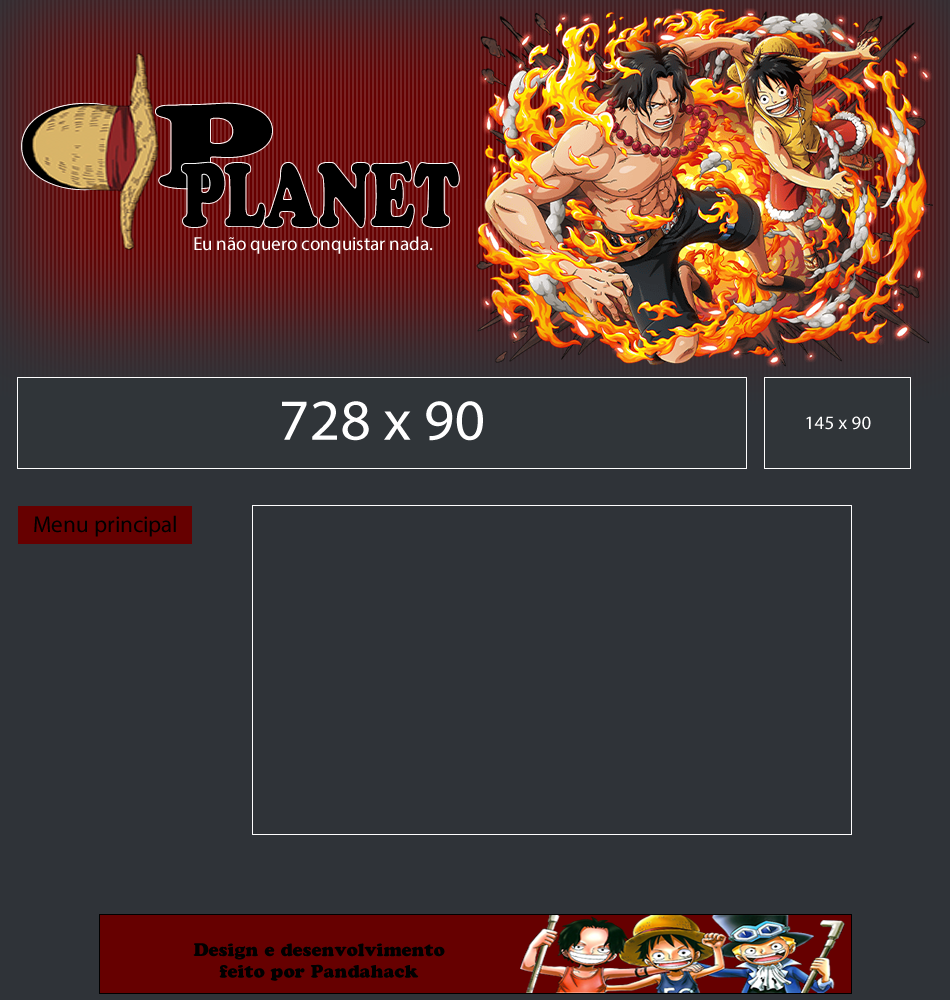 OP
PLANET
Eu não quero conquistar nada.
728 x 90
145 x 90
Menu principal
Design e desenvolvimento
feito por Pandahack